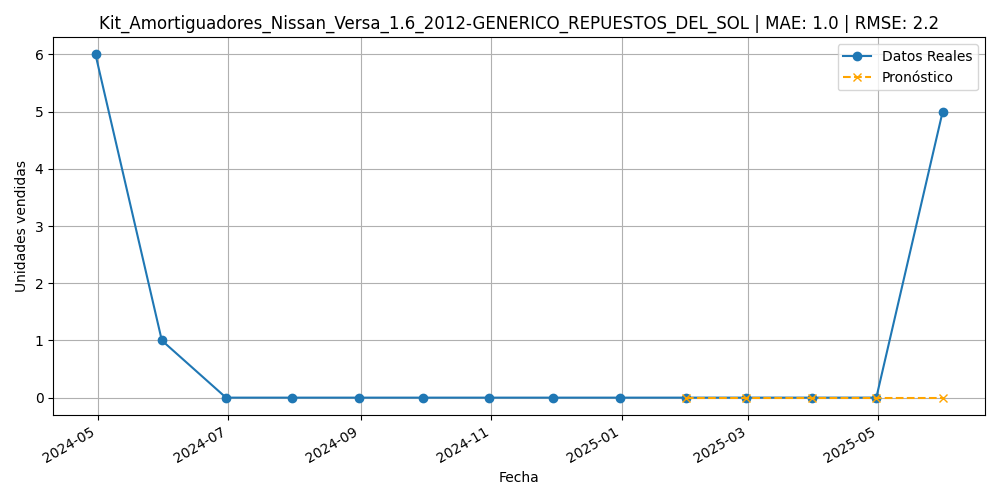 Kit_Amortiguadores_Nissan_Versa_1.6_2012-GENERICO_REPUESTOS_DEL_SOL | MAE: 1.0 | RMSE: 2.2
Datos Reales
Pronóstico
Unidades vendidas
6
5
4
3
2
1
0
2024-05
2024-07
2024-09
2024-11
2025-01
2025-03
2025-05
Fecha